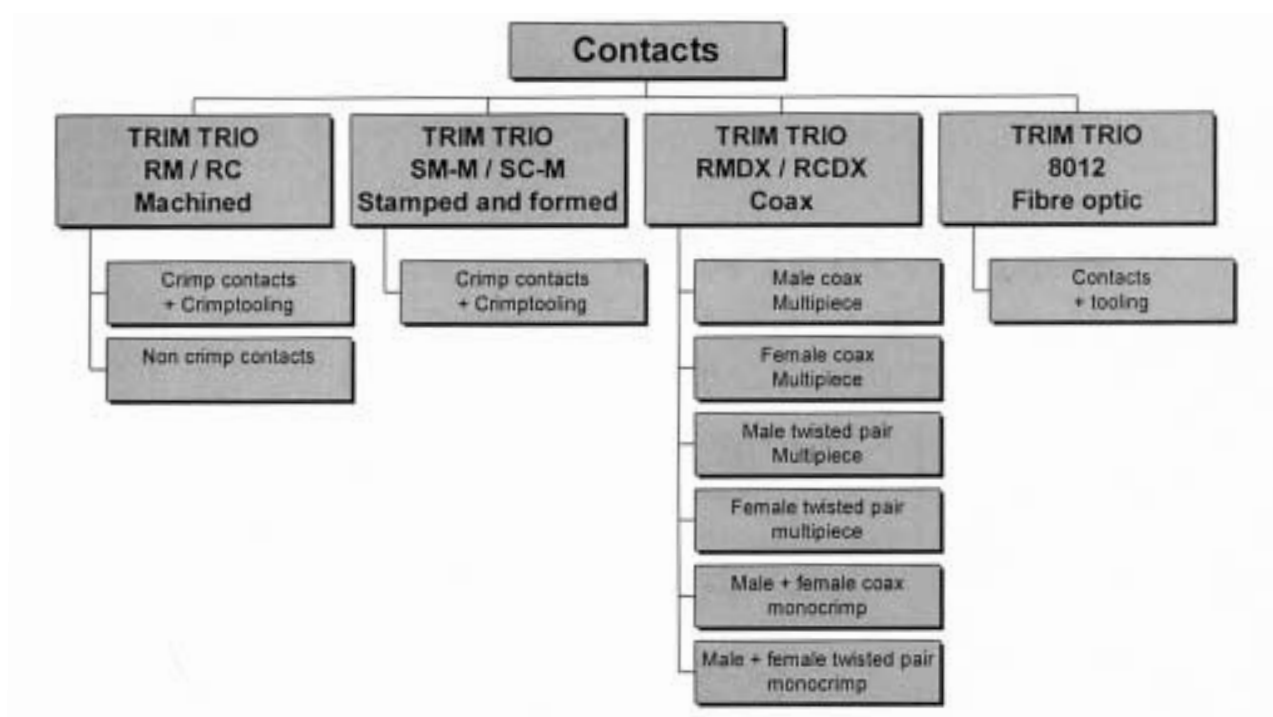 Contacts
TRIM TRIO
RM / RC
Machined
TRIM TRIO
SM-M / SC-M
Stamped and formed
TRIM TRIO
RMDX / RCDX
Coax
TRIM TRIO
8012
Fibre optic
Crimp contacts
+ Crimptooling
Non crimp contacts
Crimp contacts
+ Crimptooling
Male coax
Multipiece
Female coax
Multipiece
Male twisted pair
Multipiece
Female twisted pair
multipiece
Male + female coax
monocrimp
Male + female twisted pair
monocrimp
Contacts
+ tooling